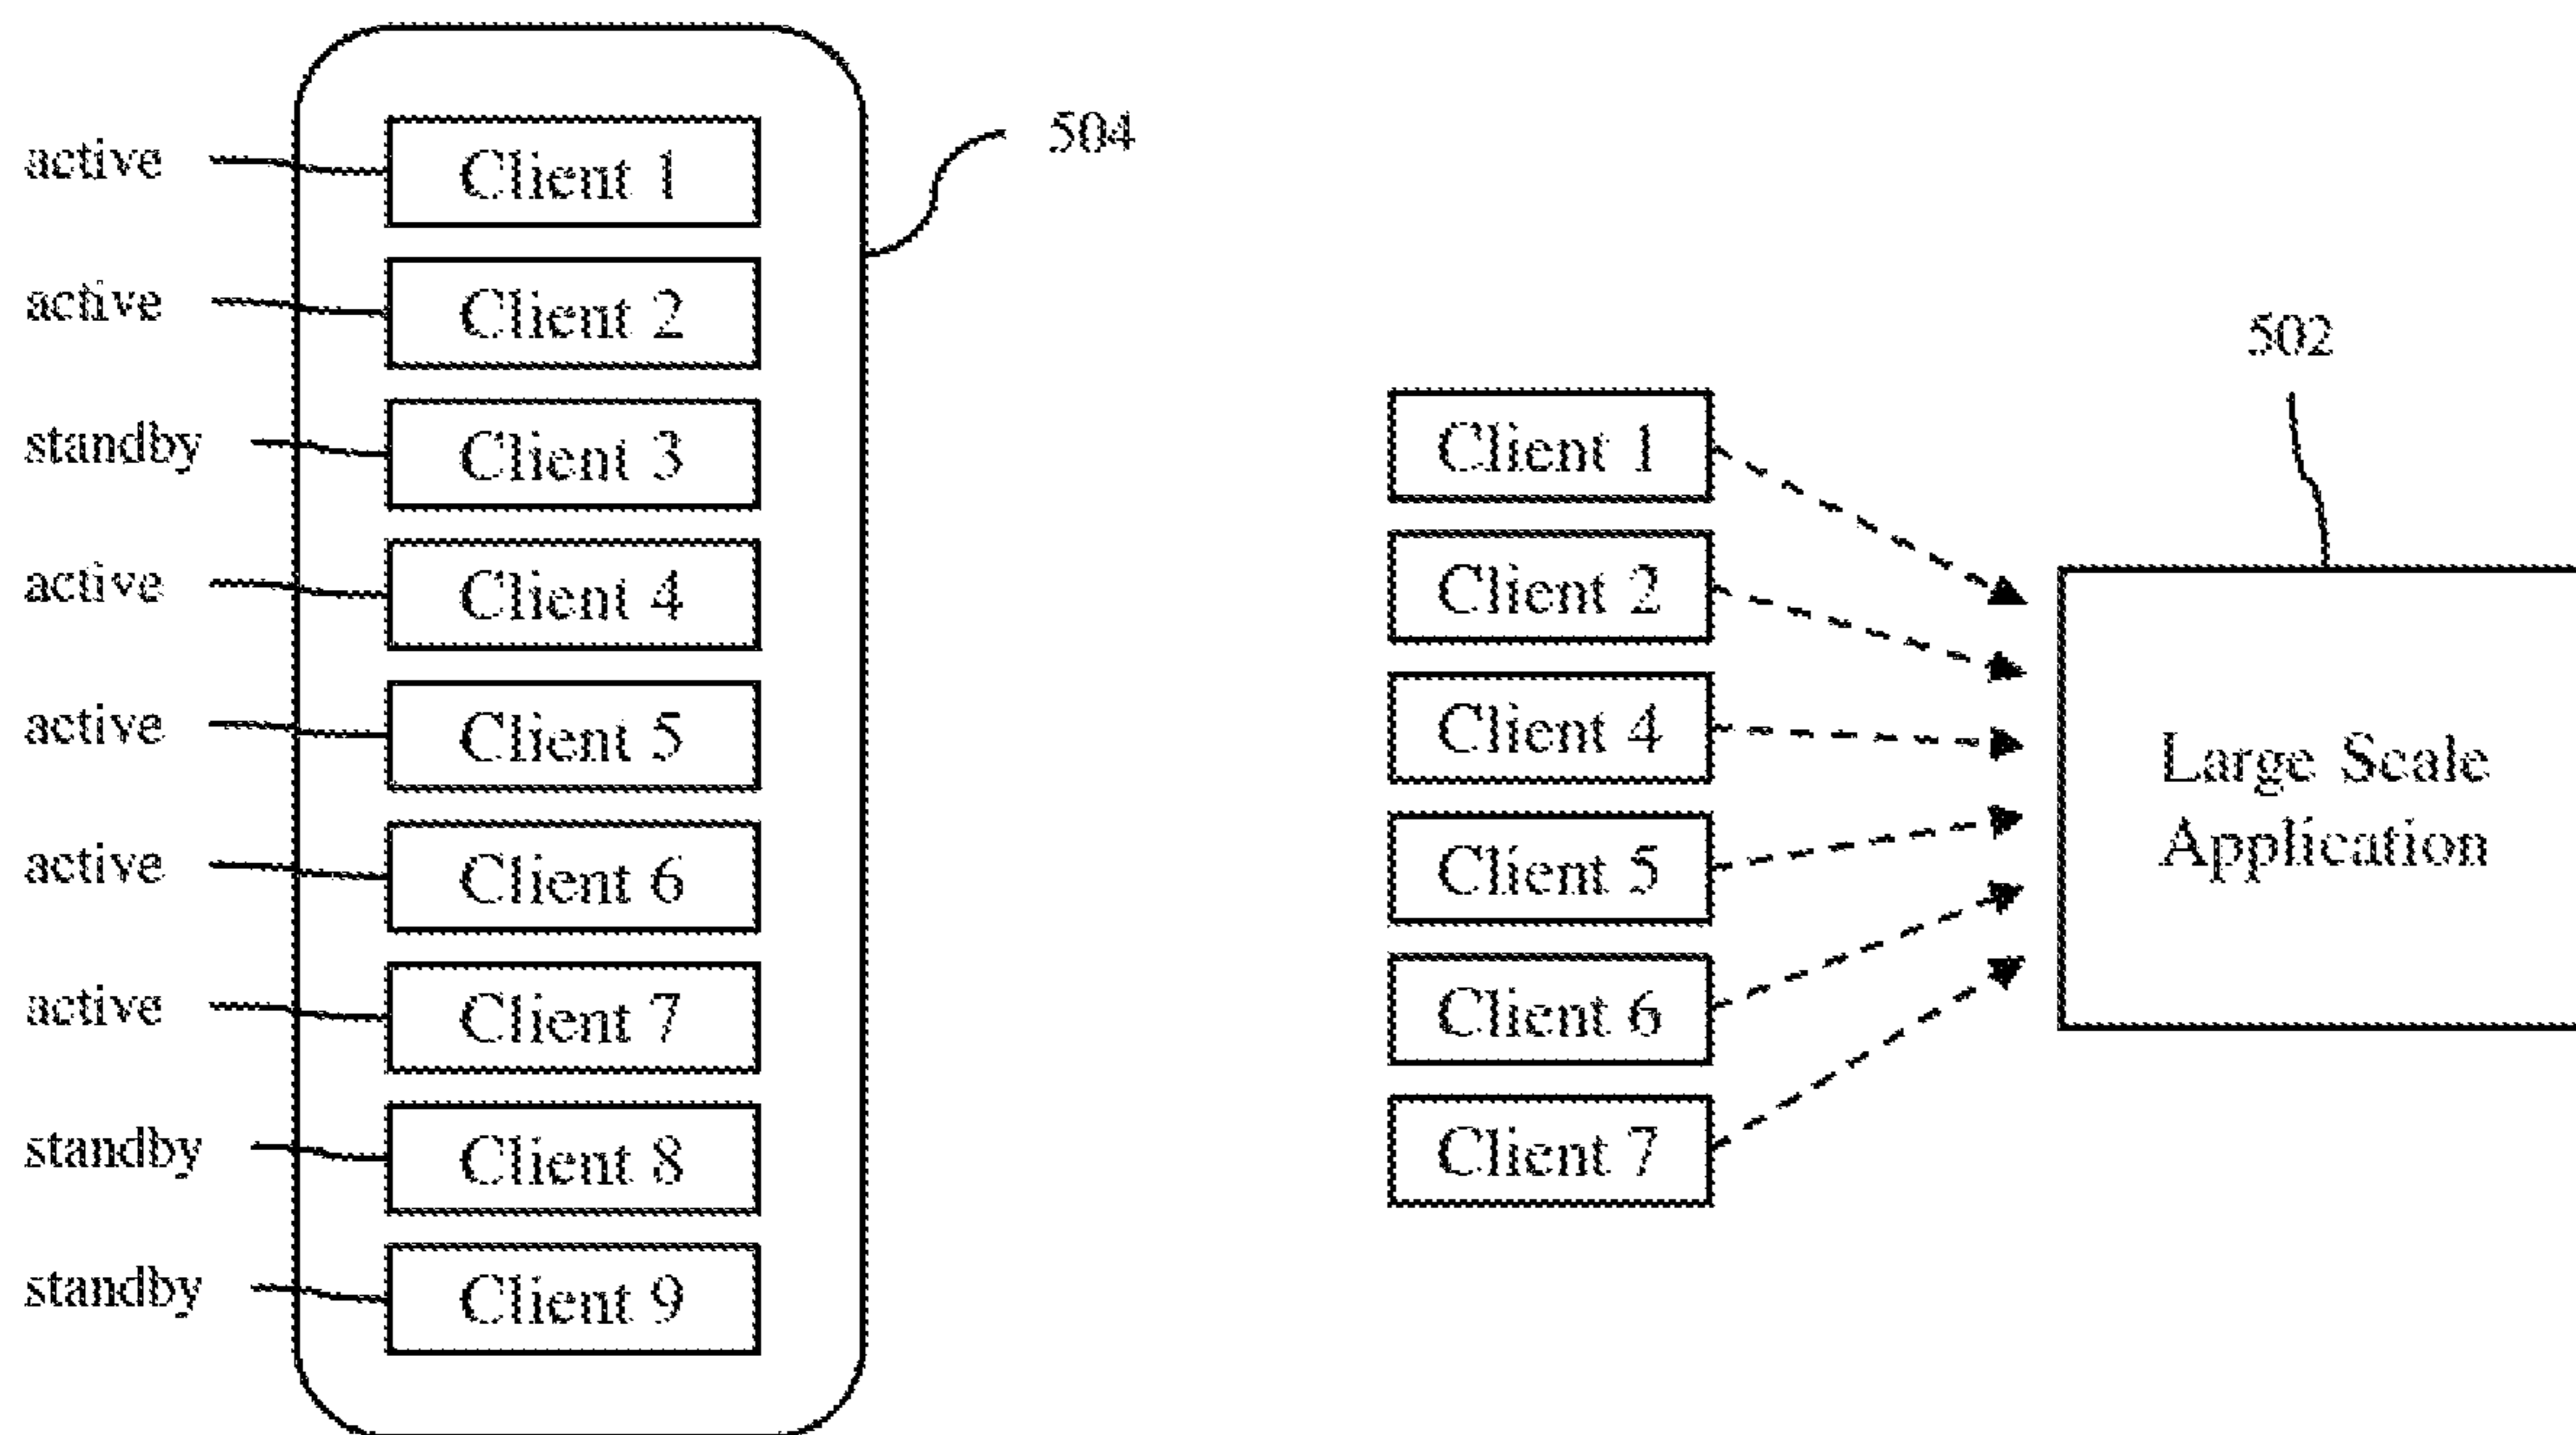 active
Client 1
504
active
Client 2
standby
Client 3
active
Client 4
active
Client 5
active
Client 6
active
Client 7
standby
Client 8
standby
Client 9
Client 1
Client 2
Client 4
Client 5
Client 6
Client 7
502
Large Scale
Application